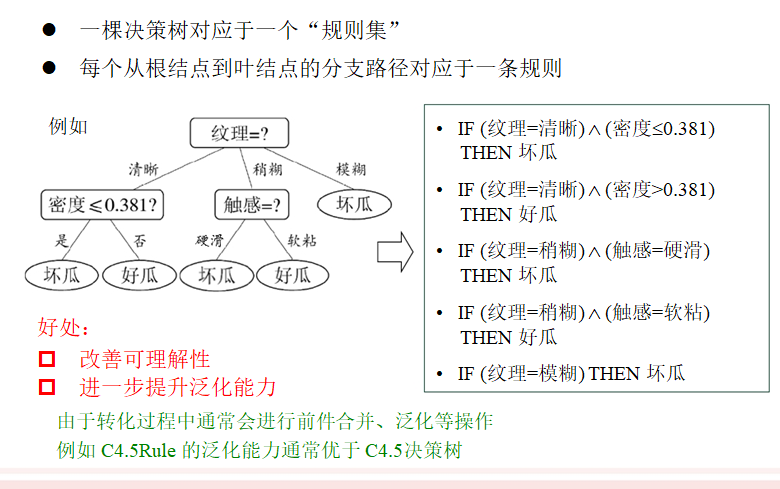 ● 一棵决策树对应于一个“规则集”
● 每个从根结点到叶结点的分支路径对应于一条规则
例如
纹理=?
清晰 稍糊 模糊
密度≤0.381? 触感=? 坏瓜
是 否 硬滑 软粘
坏瓜 好瓜 坏瓜 好瓜
• IF (纹理=清晰)∧(密度≤0.381)
THEN 坏瓜
• IF (纹理=清晰)∧(密度>0.381)
THEN 好瓜
• IF (纹理=稍糊)∧(触感=硬滑)
THEN 坏瓜
• IF (纹理=稍糊)∧(触感=软粘)
THEN 好瓜
• IF (纹理=模糊) THEN 坏瓜
好处:
改善可理解性
进一步提升泛化能力
由于转化过程中通常会进行前件合并、泛化等操作
例如 C4.5Rule 的泛化能力通常优于 C4.5决策树